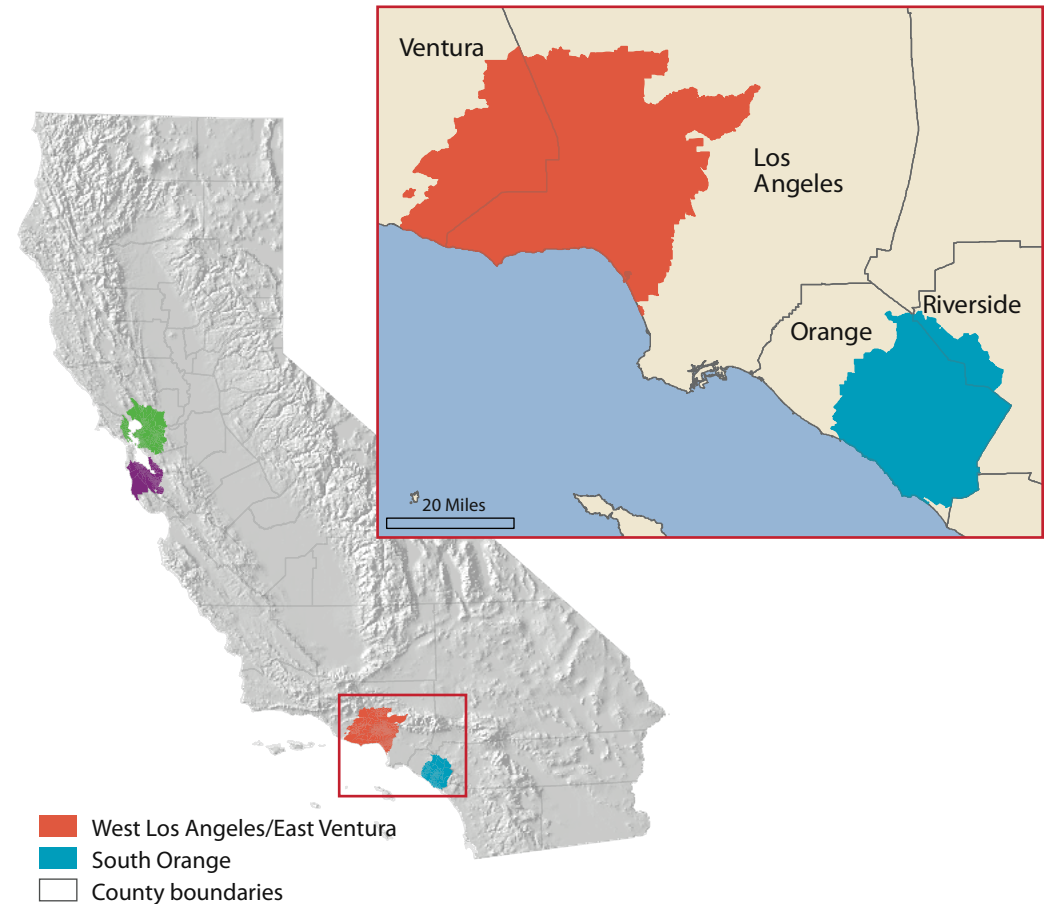 Ventura
Los
Angeles
Riverside
Orange
20 Miles
West Los Angeles/East Ventura
South Orange
County boundaries